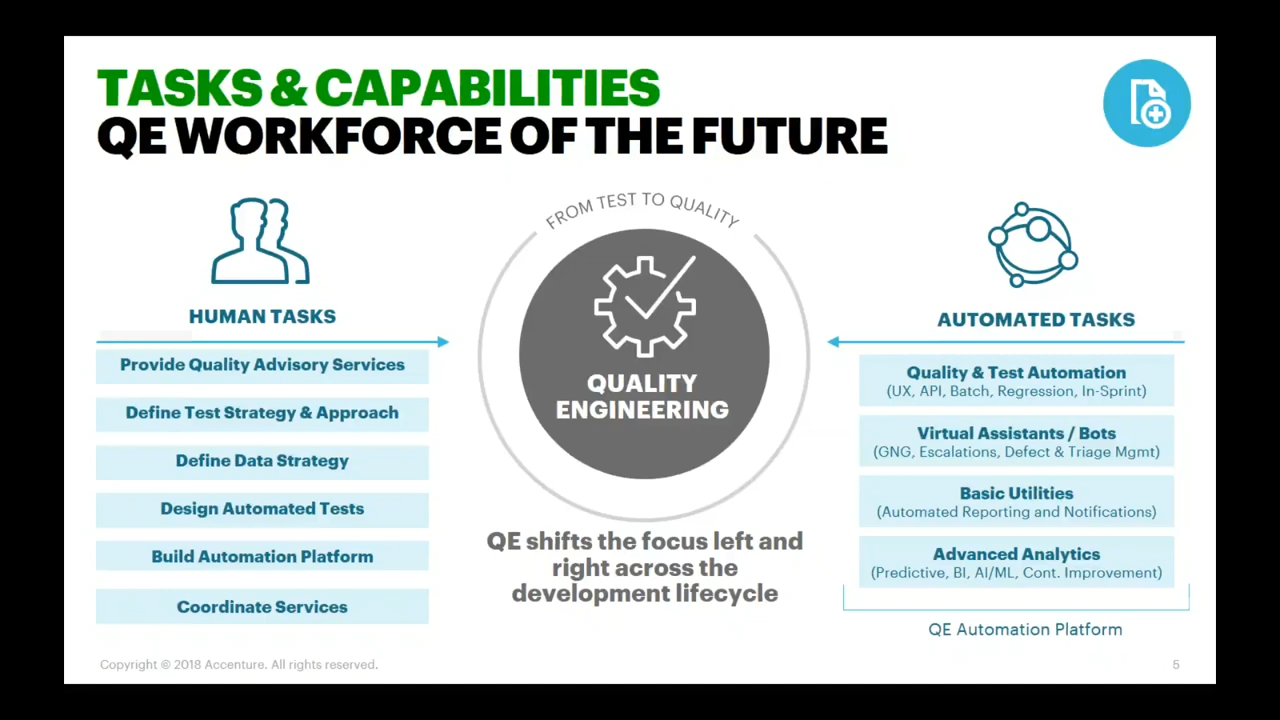 TASKS & CAPABILITIES
QE WORKFORCE OF THE FUTURE
HUMAN TASKS
Provide Quality Advisory Services
Define Test Strategy & Approach
Define Data Strategy
Design Automated Tests
Build Automation Platform
Coordinate Services
FROM TEST TO QUALITY
QUALITY
ENGINEERING
QE shifts the focus left and
right across the
development lifecycle
AUTOMATED TASKS
Quality & Test Automation
(UX, API, Batch, Regression, In-Sprint)
Virtual Assistants / Bots
(GNG, Escalations, Defect & Triage Mgmt)
Basic Utilities
(Automated Reporting and Notifications)
Advanced Analytics
(Predictive, BI, AI/ML, Cont. Improvement)
QE Automation Platform
Copyright © 2018 Accenture. All rights reserved.
5